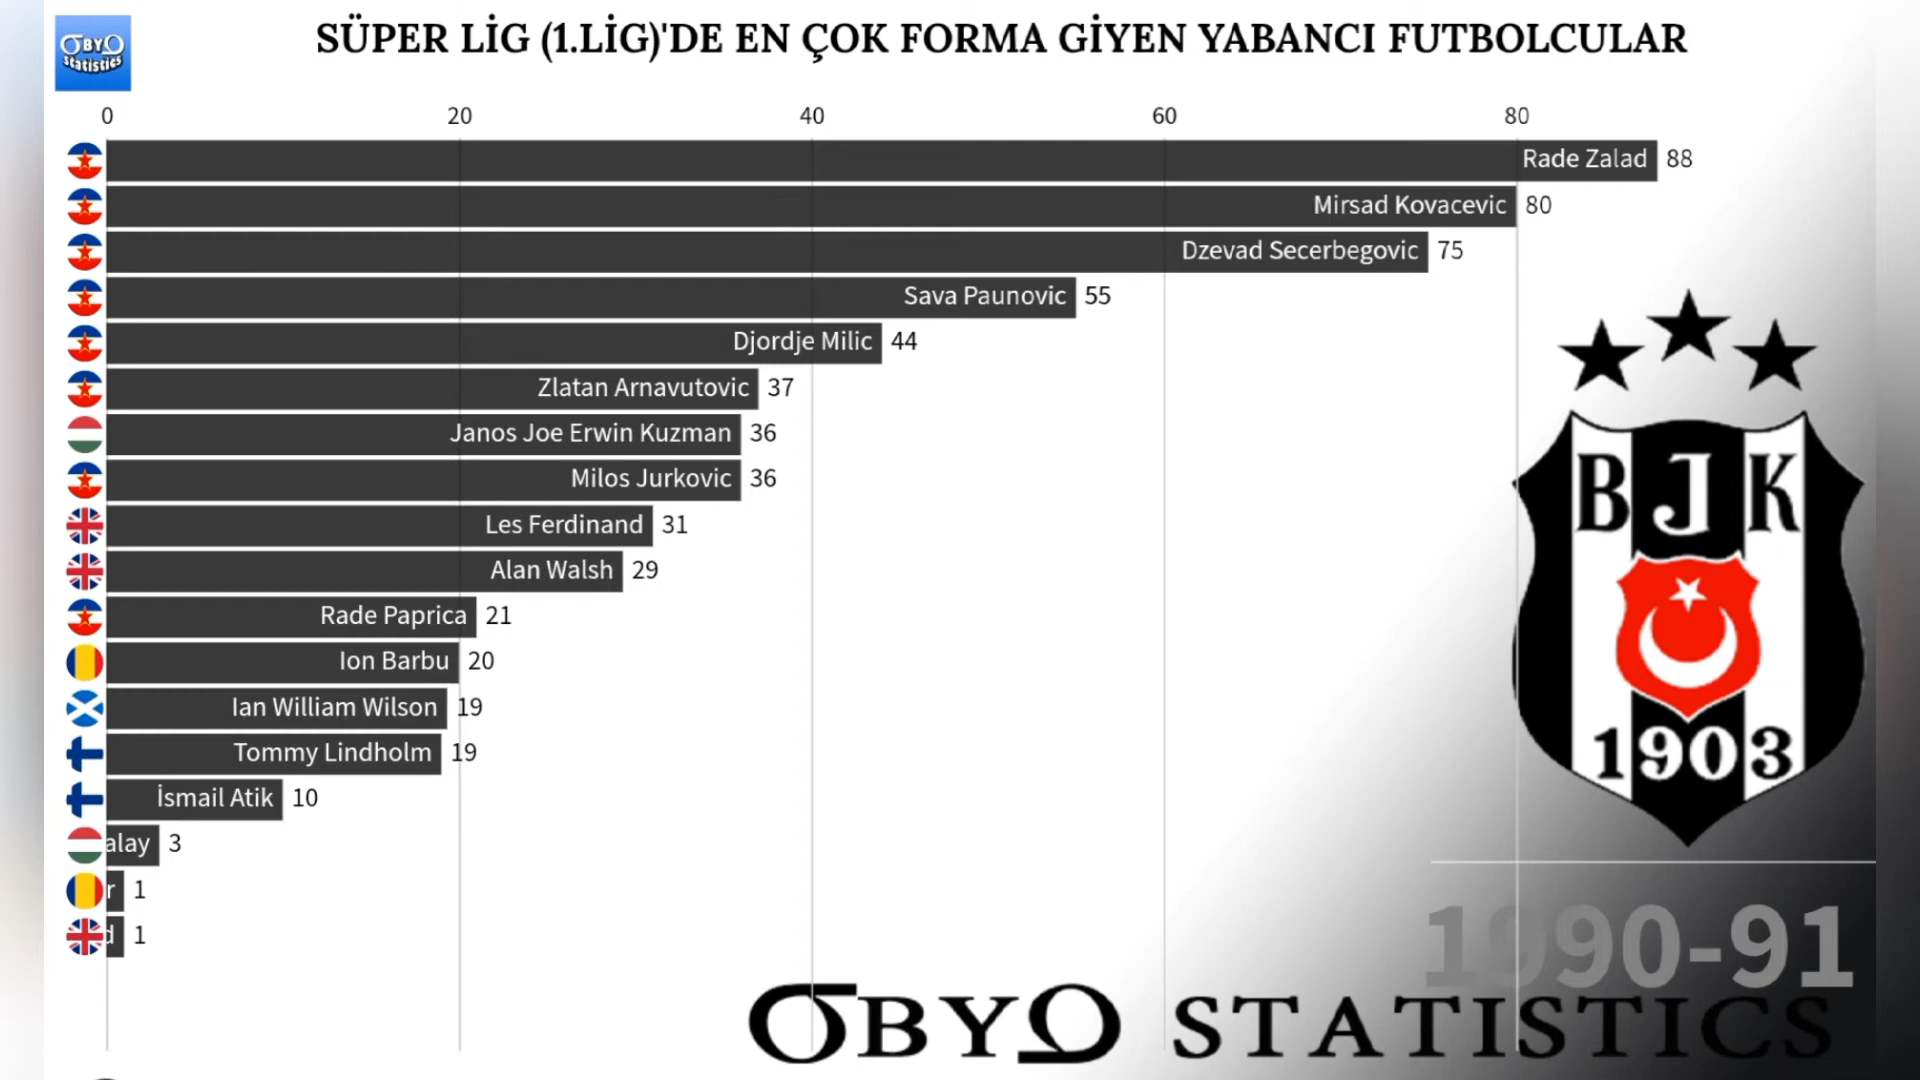 OBYO
statistics
SÜPER LİG (1.LİG)'DE EN ÇOK FORMA GİYEN YABANCI FUTBOLCULAR
0 20 40 60 80
Rade Zalad 88
Mirsad Kovacevic 80
Dzevad Secerbegovic 75
Sava Paunovic 55
Djordje Milic 44
Zlatan Arnavutovic 37
Janos Joe Erwin Kuzman 36
Milos Jurkovic 36
Les Ferdinand 31
Alan Walsh 29
Rade Paprica 21
Ion Barbu 20
Ian William Wilson 19
Tommy Lindholm 19
İsmail Atik 10
alay 3
r 1
d 1
BJK
1903
1990-91
OBYO STATISTICS